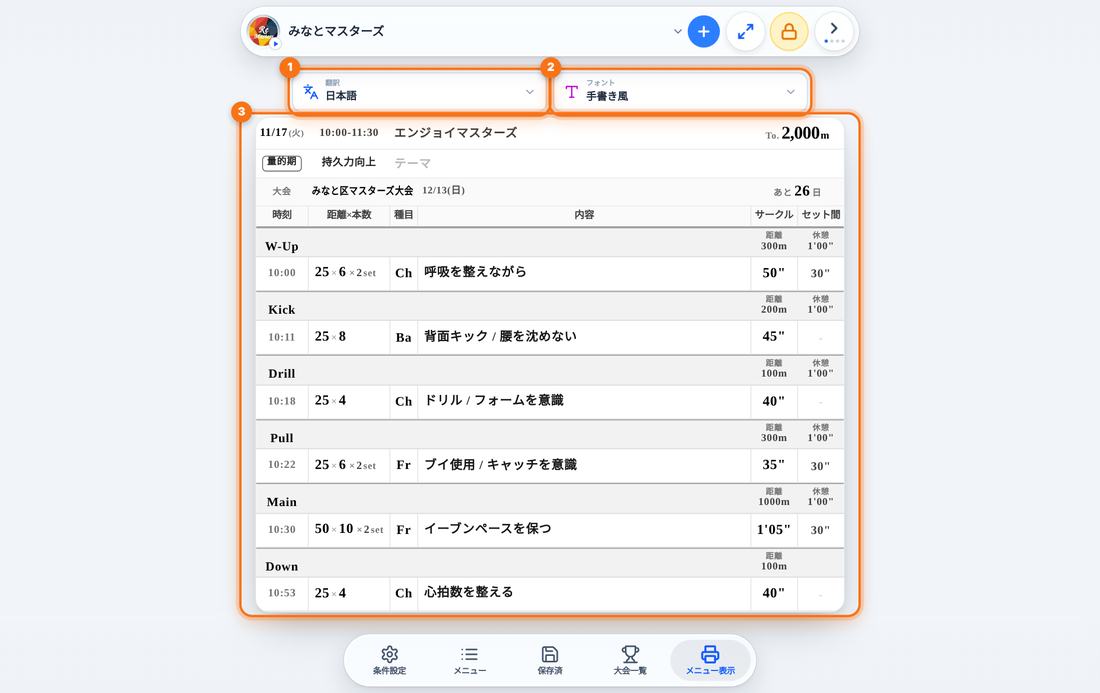 みなとマスターズ
1
2
翻訳
日本語
フォント
手書き風
3
11/17(火) 10:00-11:30 エンジョイマスターズ To. 2,000m
量的期 持久力向上 テーマ
大会 みなと区マスターズ大会 12/13(日) あと 26 日
時刻 距離×本数 種目 内容 サークル セット間
W-Up 距離 300m 休憩 1'00"
10:00 25×6 ×2set Ch 呼吸を整えながら 50" 30"
Kick 距離 200m 休憩 1'00"
10:11 25×8 Ba 背面キック / 腰を沈めない 45" -
Drill 距離 100m 休憩 1'00"
10:18 25×4 Ch ドリル / フォームを意識 40" -
Pull 距離 300m 休憩 1'00"
10:22 25×6 ×2set Fr ブイ使用 / キャッチを意識 35" 30"
Main 距離 1000m 休憩 1'00"
10:30 50×10 ×2set Fr イーブンペースを保つ 1'05" 30"
Down 距離 100m
10:53 25×4 Ch 心拍数を整える 40" -
条件設定 メニュー 保存済 大会一覧 メニュー表示